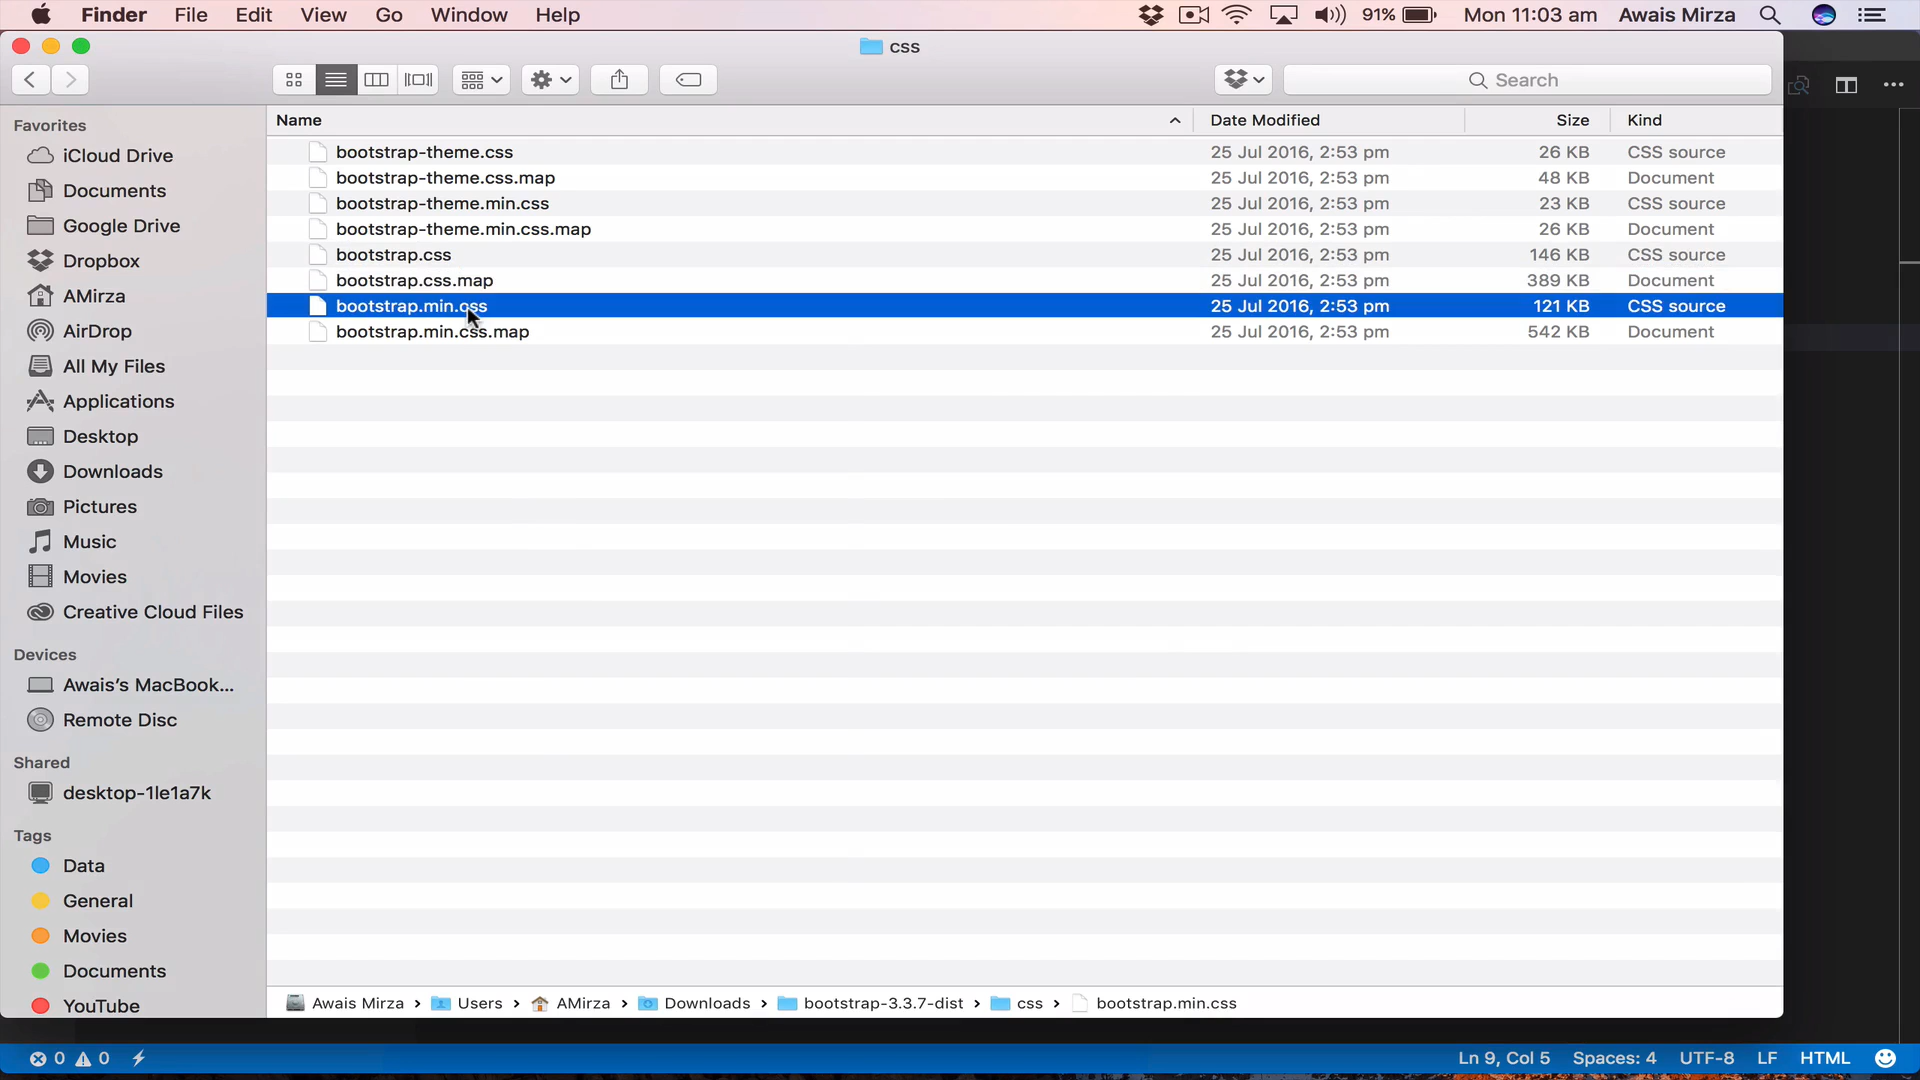 Finder File Edit View Go Window Help 91% Mon 11:03 am Awais Mirza
css
Search
Favorites
iCloud Drive
Documents
Google Drive
Dropbox
AMirza
AirDrop
All My Files
Applications
Desktop
Downloads
Pictures
Music
Movies
Creative Cloud Files
Devices
Awais's MacBook...
Remote Disc
Shared
desktop-1le1a7k
Tags
Data
General
Movies
Documents
YouTube
Name Date Modified Size Kind
bootstrap-theme.css 25 Jul 2016, 2:53 pm 26 KB CSS source
bootstrap-theme.css.map 25 Jul 2016, 2:53 pm 48 KB Document
bootstrap-theme.min.css 25 Jul 2016, 2:53 pm 23 KB CSS source
bootstrap-theme.min.css.map 25 Jul 2016, 2:53 pm 26 KB Document
bootstrap.css 25 Jul 2016, 2:53 pm 146 KB CSS source
bootstrap.css.map 25 Jul 2016, 2:53 pm 389 KB Document
bootstrap.min.css 25 Jul 2016, 2:53 pm 121 KB CSS source
bootstrap.min.css.map 25 Jul 2016, 2:53 pm 542 KB Document
Awais Mirza › Users › AMirza › Downloads › bootstrap-3.3.7-dist › css › bootstrap.min.css
0 0 Ln 9, Col 5 Spaces: 4 UTF-8 LF HTML